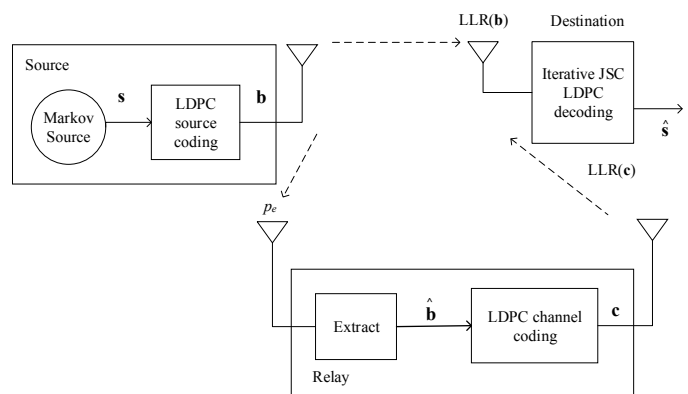 Source
Markov
Source
s
LDPC
source
coding
b
LLR(b)
Destination
Iterative JSC
LDPC
decoding
ŝ
LLR(c)
pe
Extract
b̂
LDPC channel
coding
c
Relay